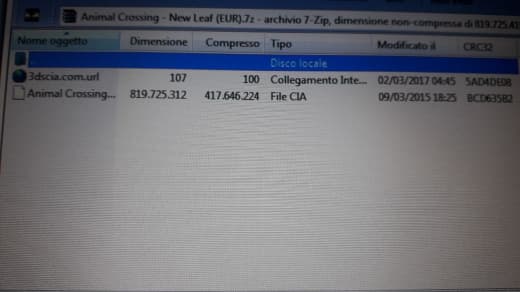 Animal Crossing - New Leaf (EUR).7z - archivio 7-Zip, dimensione non-compressa di 819.725.41
Nome oggetto Dimensione Compresso Tipo Modificato il CRC32
.. Disco locale
3dscia.com.url 107 100 Collegamento Inte... 02/03/2017 04:45 5AD4DE08
Animal Crossing... 819.725.312 417.646.224 File CIA 09/03/2015 18:25 BCD635B2